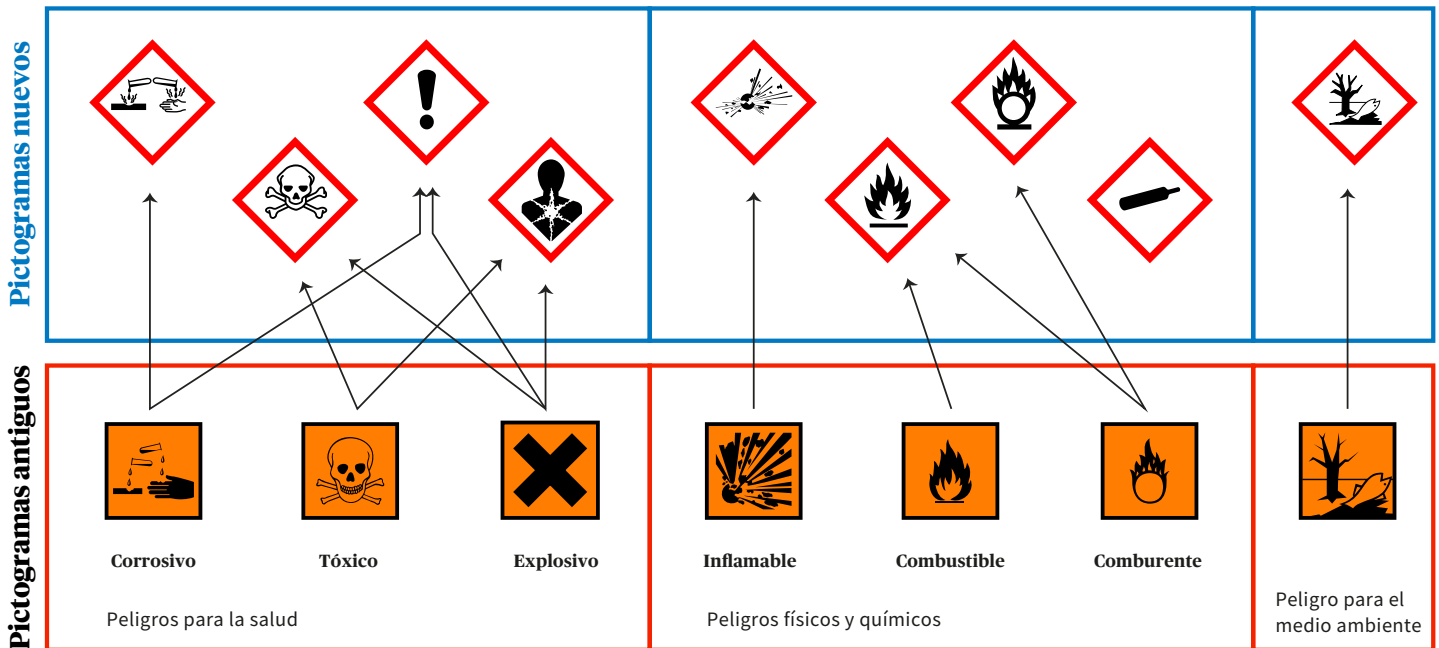 Pictogramas nuevos
Pictogramas antiguos
Corrosivo
Tóxico
Explosivo
Inflamable
Combustible
Comburente
Peligros para la salud
Peligros físicos y químicos
Peligro para el
medio ambiente